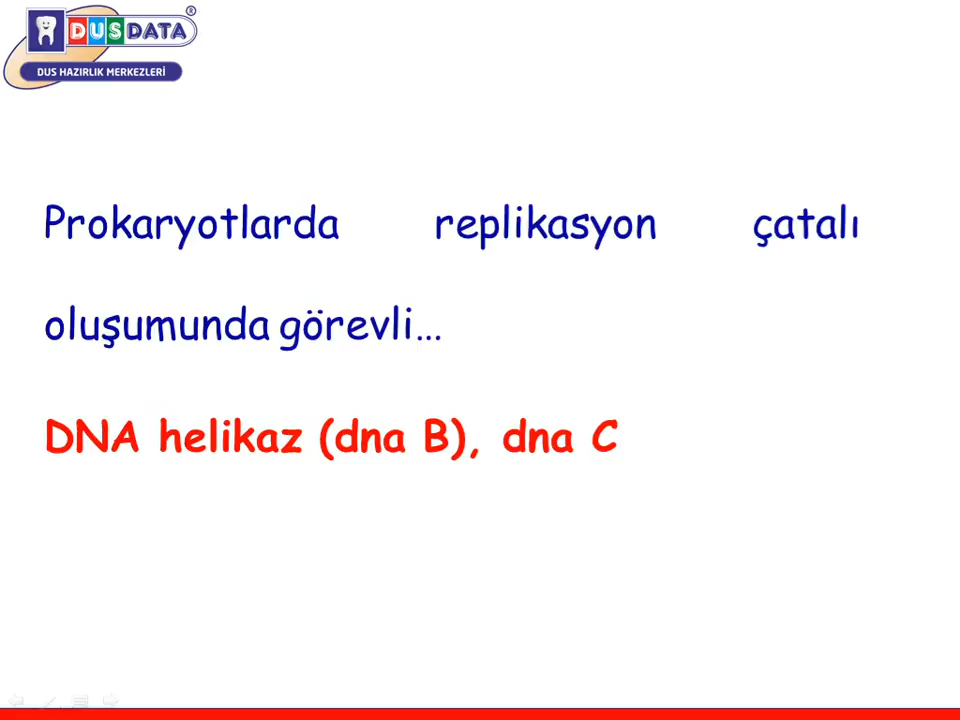 DUSDATA®
DUS HAZIRLIK MERKEZLERİ
Prokaryotlarda replikasyon çatalı
oluşumunda görevli...
DNA helikaz (dna B), dna C